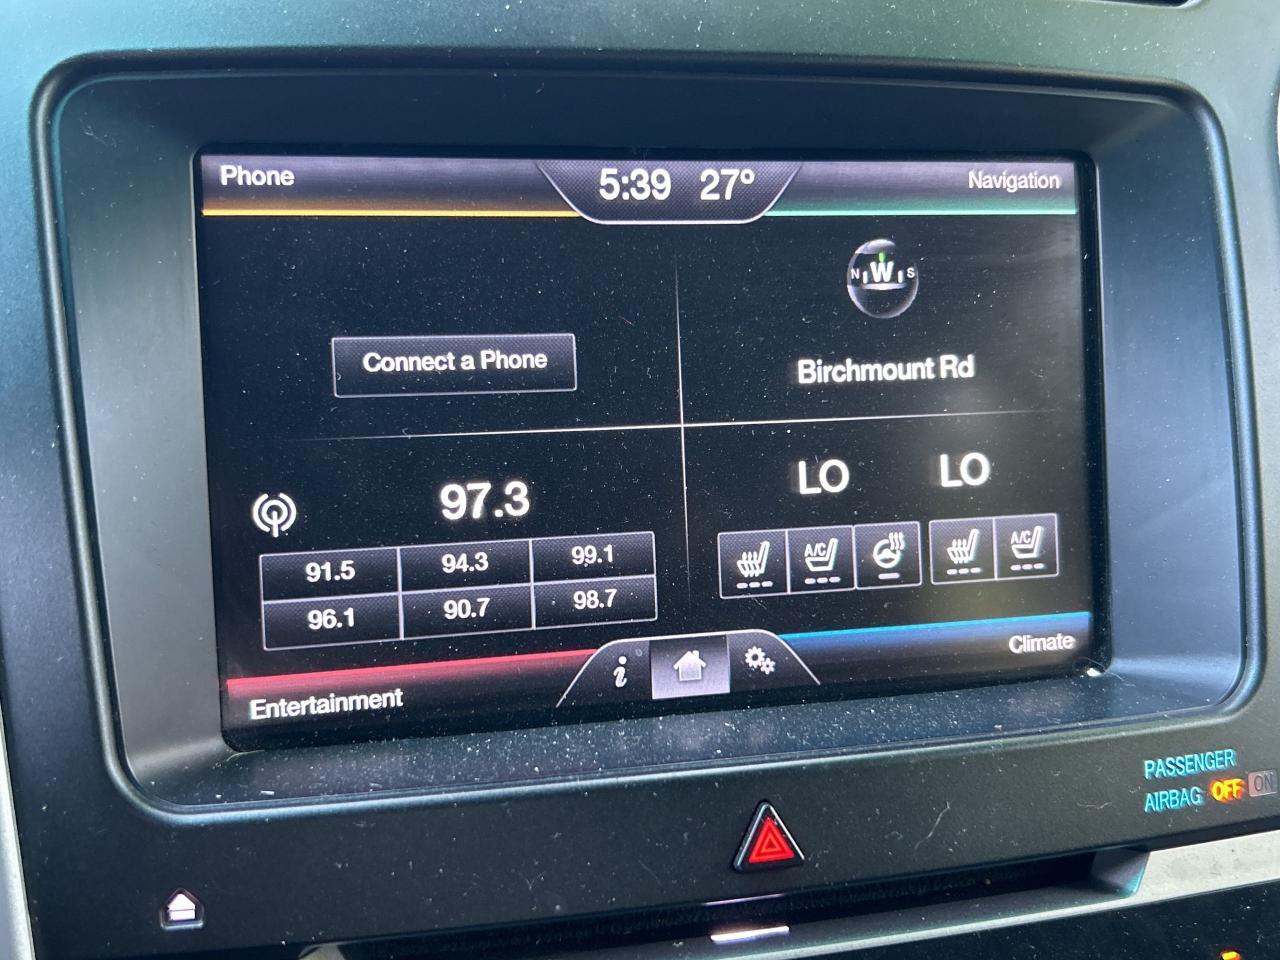 Phone
5:39 27°
Navigation
N W S
Connect a Phone
Birchmount Rd
97.3
91.5 94.3 99.1
96.1 90.7 98.7
LO LO
A/C A/C
Entertainment
i
Climate
PASSENGER
AIRBAG OFF ON